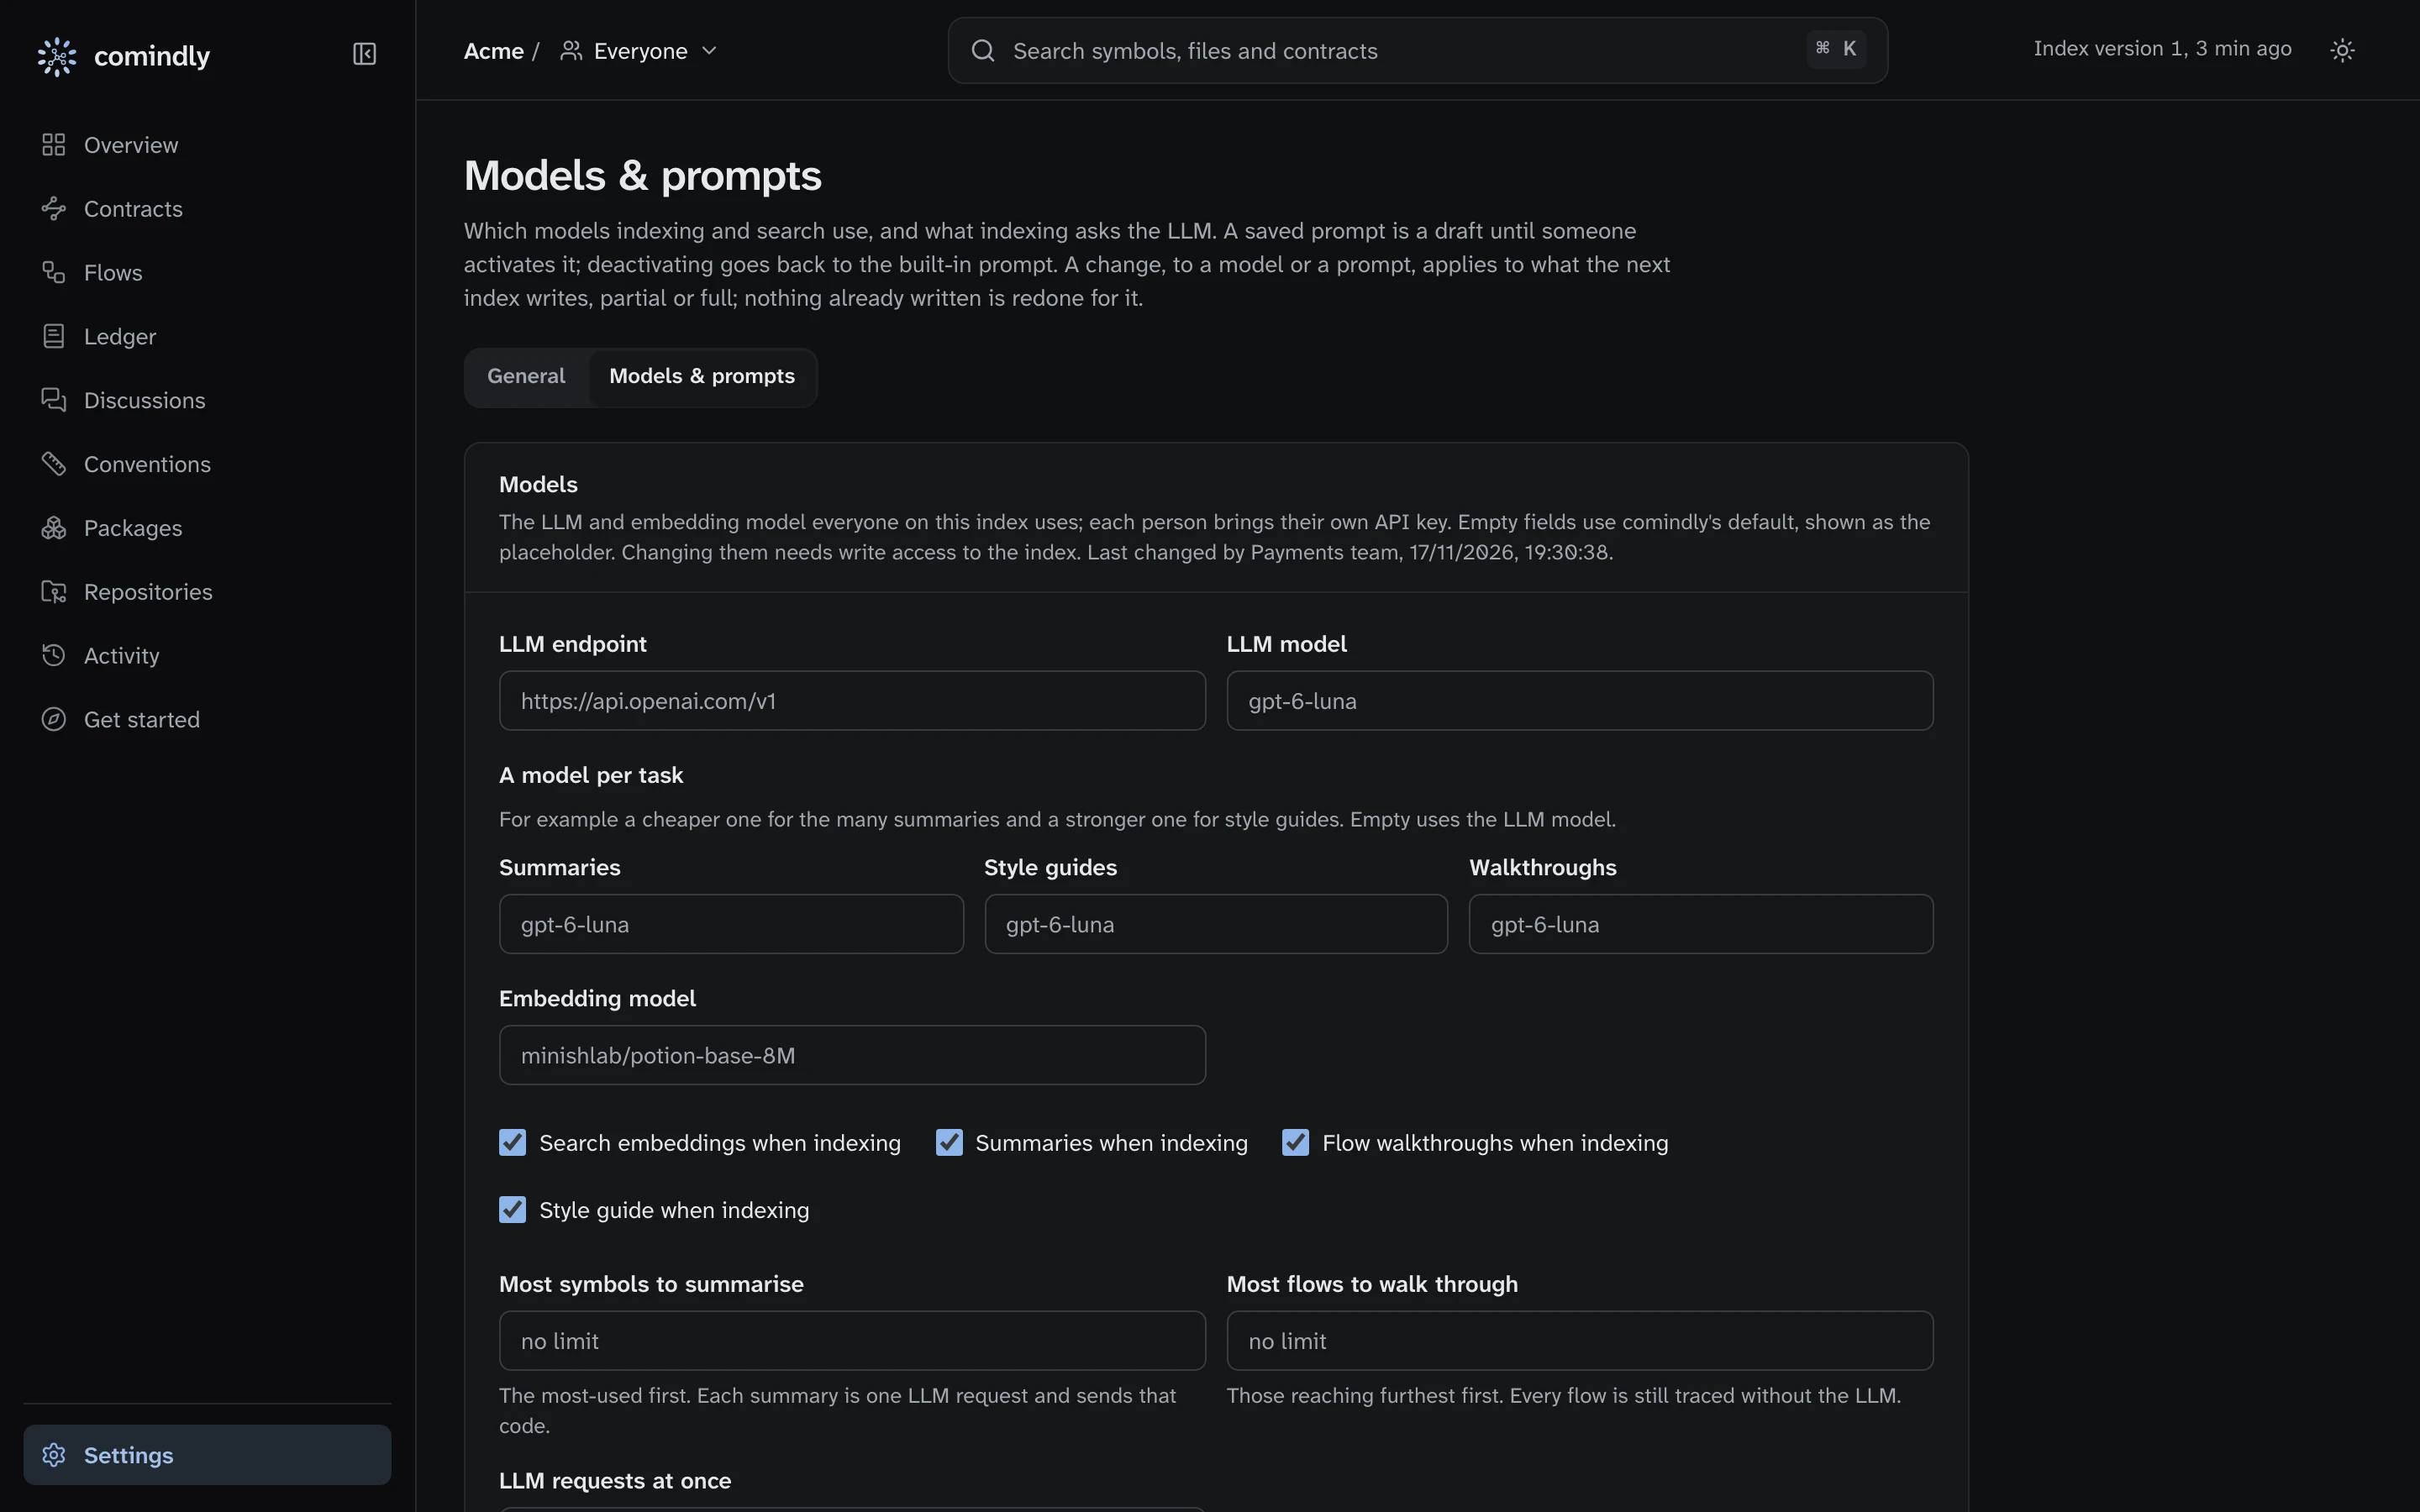 comindly
Acme / Everyone
Search symbols, files and contracts
⌘ K
Index version 1, 3 min ago
Overview
Contracts
Flows
Ledger
Discussions
Conventions
Packages
Repositories
Activity
Get started
Settings
Models & prompts
Which models indexing and search use, and what indexing asks the LLM. A saved prompt is a draft until someone
activates it; deactivating goes back to the built-in prompt. A change, to a model or a prompt, applies to what the next
index writes, partial or full; nothing already written is redone for it.
General
Models & prompts
Models
The LLM and embedding model everyone on this index uses; each person brings their own API key. Empty fields use comindly's default, shown as the
placeholder. Changing them needs write access to the index. Last changed by Payments team, 17/11/2026, 19:30:38.
LLM endpoint
https://api.openai.com/v1
LLM model
gpt-6-luna
A model per task
For example a cheaper one for the many summaries and a stronger one for style guides. Empty uses the LLM model.
Summaries
gpt-6-luna
Style guides
gpt-6-luna
Walkthroughs
gpt-6-luna
Embedding model
minishlab/potion-base-8M
Search embeddings when indexing
Summaries when indexing
Flow walkthroughs when indexing
Style guide when indexing
Most symbols to summarise
no limit
The most-used first. Each summary is one LLM request and sends that
code.
Most flows to walk through
no limit
Those reaching furthest first. Every flow is still traced without the LLM.
LLM requests at once